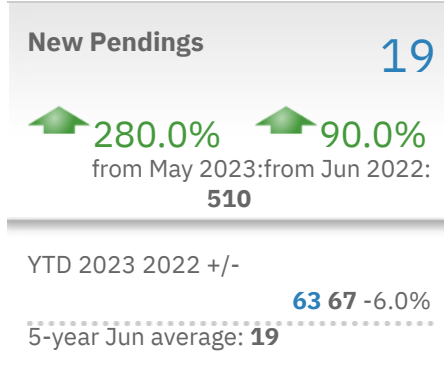 New Pendings
19
280.0% 90.0%
from May 2023:from Jun 2022:
510
YTD 2023 2022 +/-
63 67 -6.0%
5-year Jun average: 19